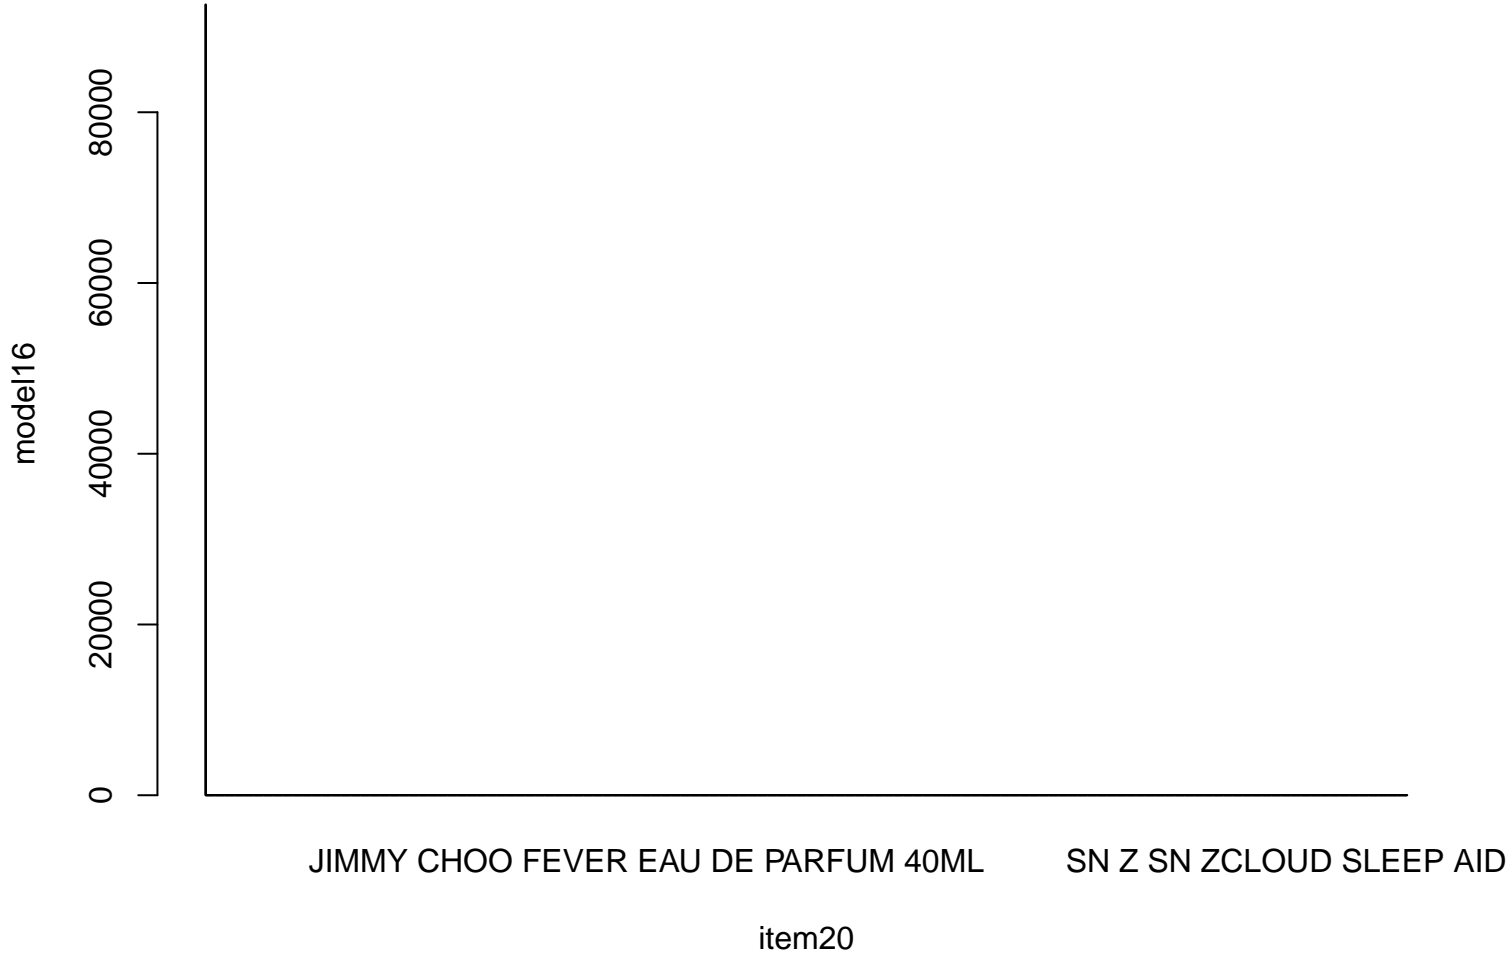 80000
60000
40000
20000
0
model16
JIMMY CHOO FEVER EAU DE PARFUM 40ML
SN Z SN ZCLOUD SLEEP AID
item20